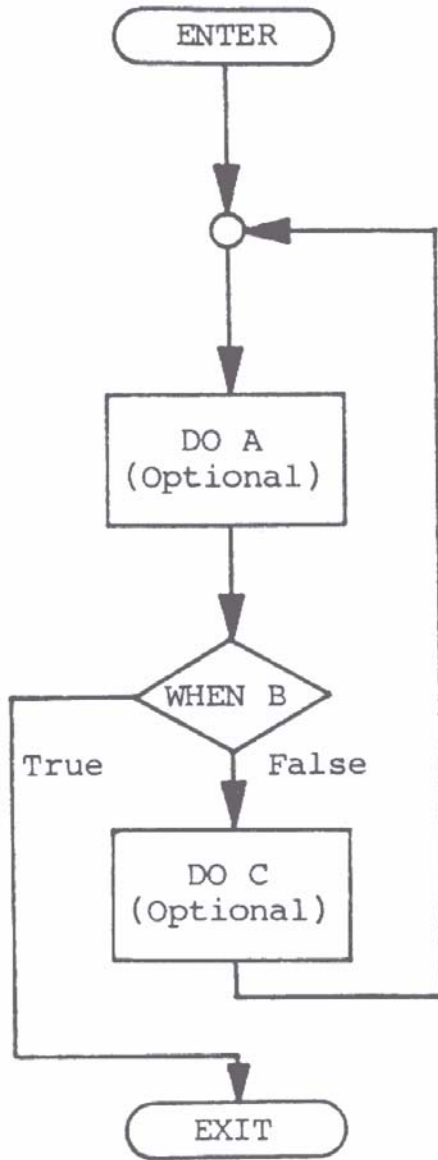 ENTER
DO A
(Optional)
WHEN B
True
False
DO C
(Optional)
EXIT